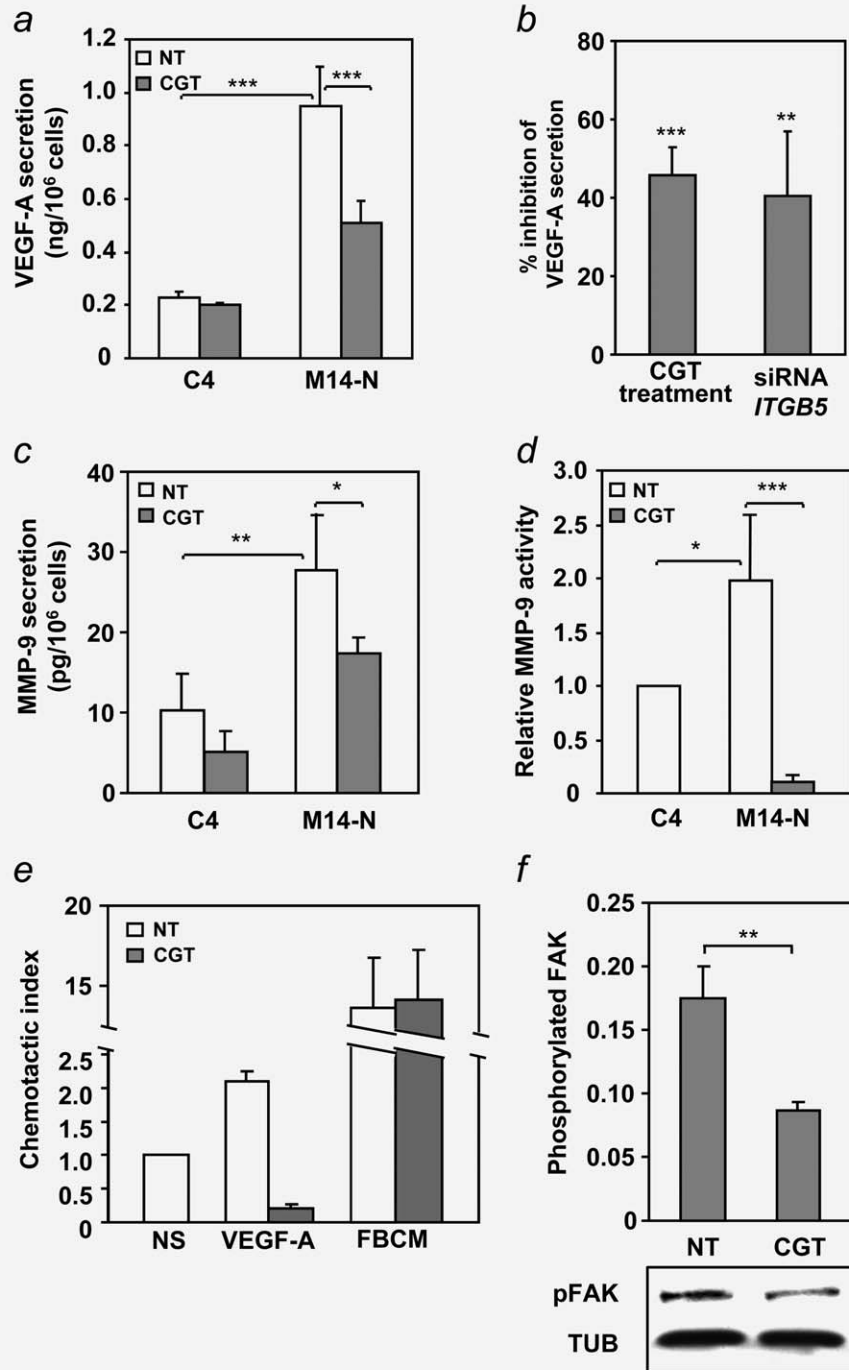 a
VEGF-A secretion
(ng/10⁶ cells)
1.2
1.0
0.8
0.6
0.4
0.2
0
NT
CGT
***
***
C4
M14-N
b
% inhibition of
VEGF-A secretion
80
60
40
20
0
***
**
CGT
treatment
siRNA
ITGB5
c
MMP-9 secretion
(pg/10⁶ cells)
40
30
20
10
0
NT
CGT
**
*
C4
M14-N
d
Relative MMP-9 activity
3.0
2.5
2.0
1.5
1.0
0.5
0
NT
CGT
*
***
C4
M14-N
e
Chemotactic index
20
15
2.5
2.0
1.5
1.0
0.5
0
NT
CGT
NS
VEGF-A
FBCM
f
Phosphorylated FAK
0.25
0.20
0.15
0.10
0.05
0
**
NT
CGT
pFAK
TUB